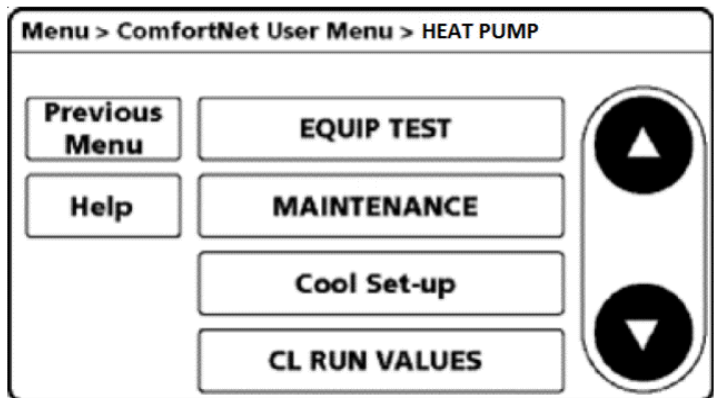 Menu > ComfortNet User Menu > HEAT PUMP
Previous
Menu
EQUIP TEST
Help
MAINTENANCE
Cool Set-up
CL RUN VALUES